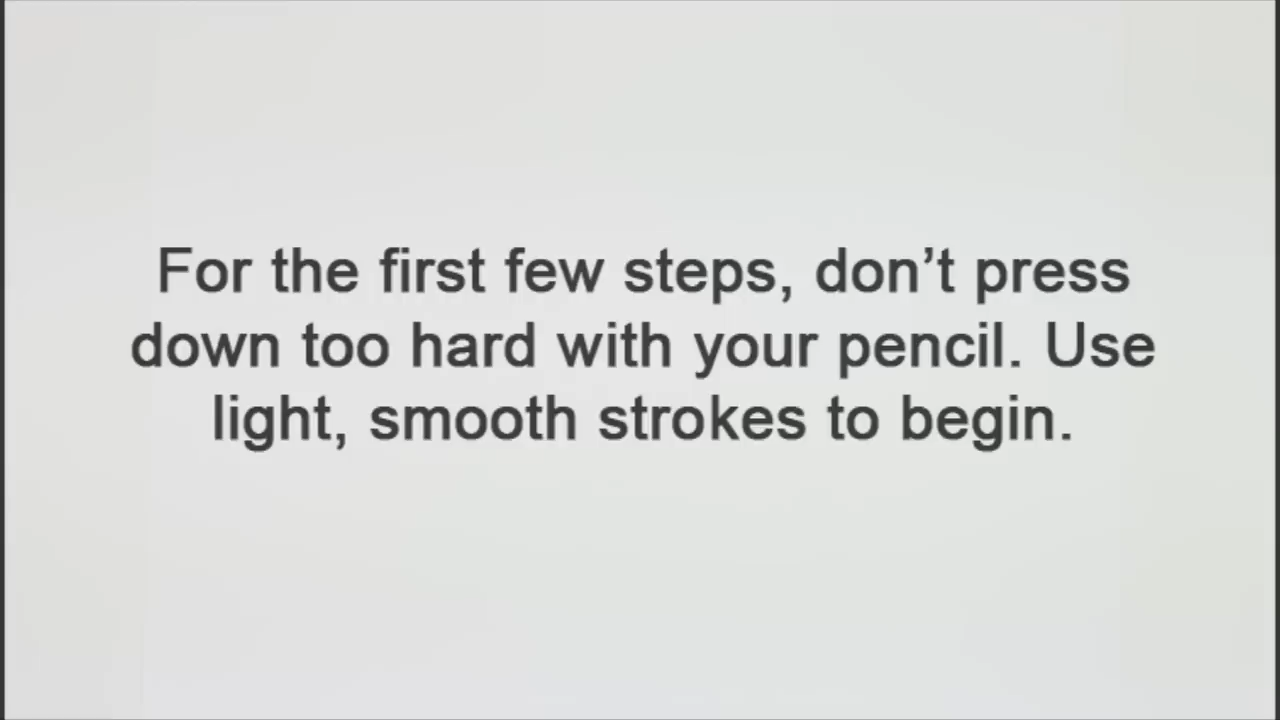 For the first few steps, don’t press
down too hard with your pencil. Use
light, smooth strokes to begin.